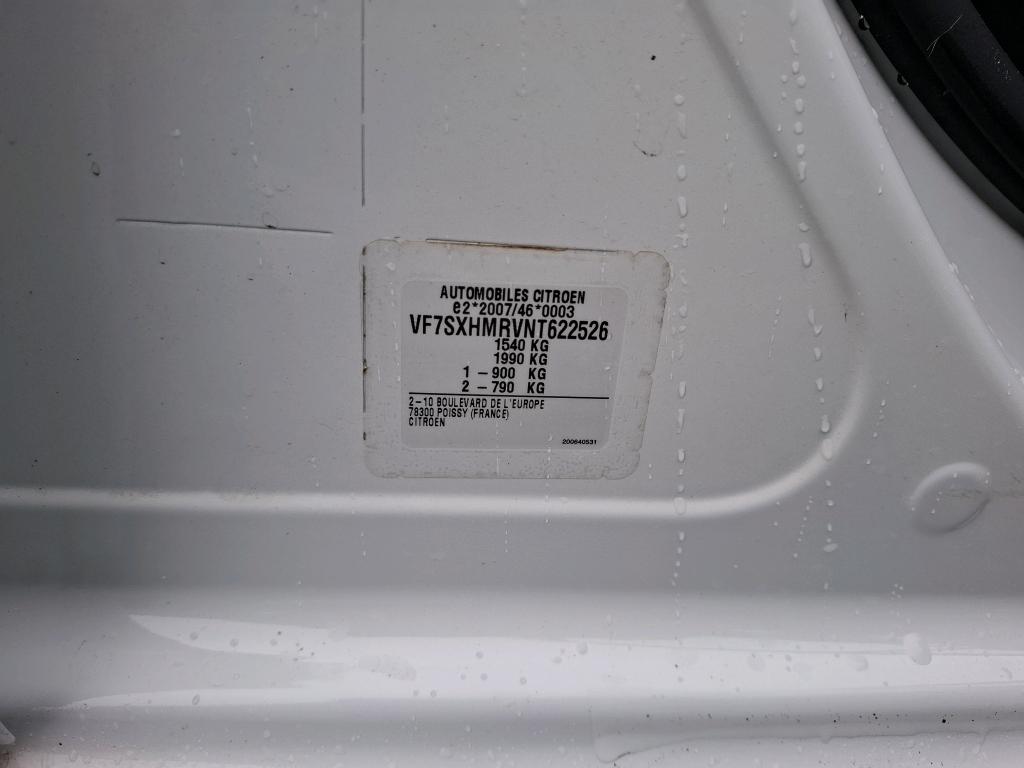 AUTOMOBILES CITROEN
e2*2007/46*0003
VF7SXHMRVNT622526
1540 KG
1990 KG
1 – 900 KG
2 – 790 KG
2–10 BOULEVARD DE L'EUROPE
78300 POISSY (FRANCE)
CITROEN
200640531